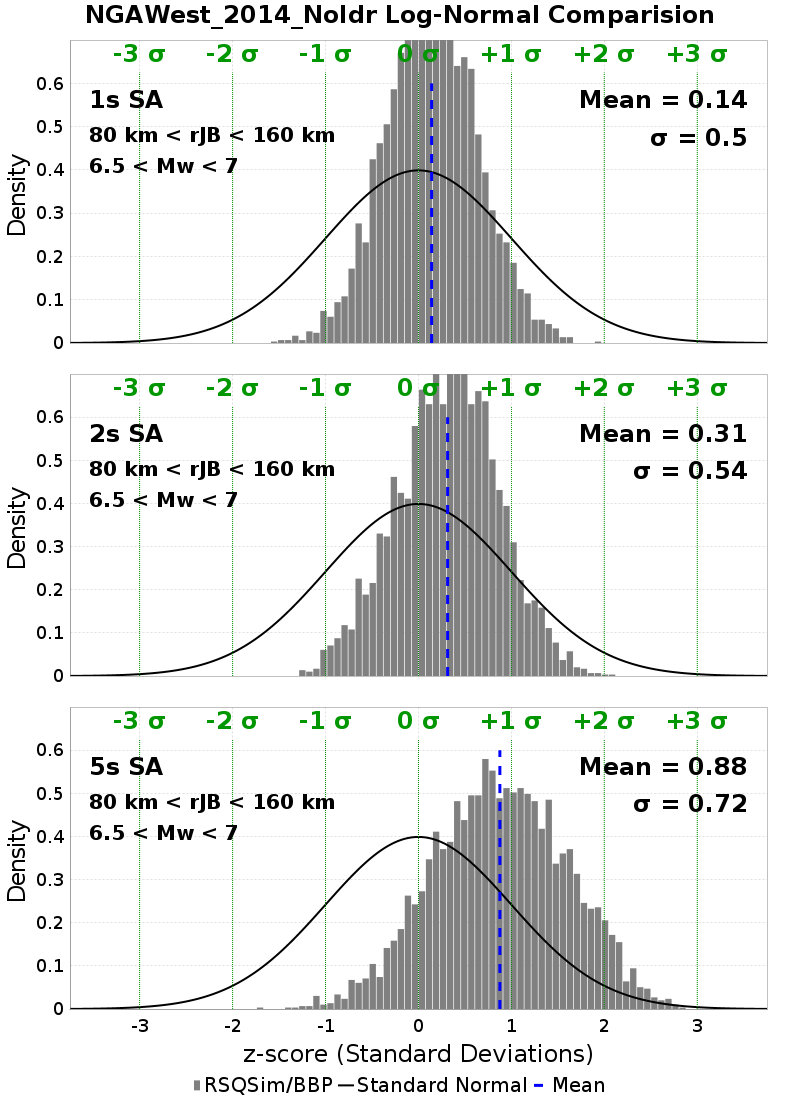 NGAWest_2014_NoIdr Log-Normal Comparision
-3 σ -2 σ -1 σ 0 σ +1 σ +2 σ +3 σ
0.6
1s SA Mean = 0.14
0.5
80 km < rJB < 160 km σ = 0.5
0.4
6.5 < Mw < 7
0.3
0.2
0.1
0
Density
-3 σ -2 σ -1 σ 0 σ +1 σ +2 σ +3 σ
0.6
2s SA Mean = 0.31
0.5
80 km < rJB < 160 km σ = 0.54
0.4
6.5 < Mw < 7
0.3
0.2
0.1
0
Density
-3 σ -2 σ -1 σ 0 σ +1 σ +2 σ +3 σ
0.6
5s SA Mean = 0.88
0.5
80 km < rJB < 160 km σ = 0.72
0.4
6.5 < Mw < 7
0.3
0.2
0.1
0
Density
-3 -2 -1 0 1 2 3
z-score (Standard Deviations)
RSQSim/BBP Standard Normal Mean